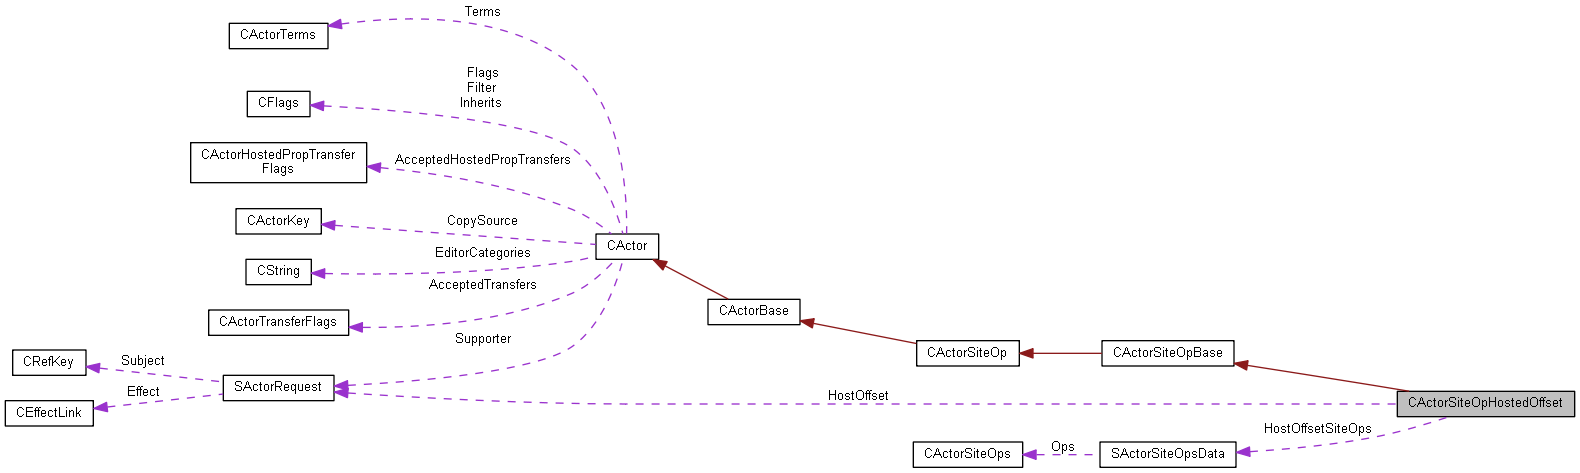 Terms
CActorTerms
Flags
Filter
Inherits
CFlags
CActorHostedPropTransfer
Flags
AcceptedHostedPropTransfers
CActorKey
CopySource
CActor
CString
EditorCategories
AcceptedTransfers
CActorTransferFlags
CActorBase
Supporter
CRefKey
Subject
CActorSiteOp
CActorSiteOpBase
SActorRequest
Effect
CEffectLink
HostOffset
CActorSiteOpHostedOffset
HostOffsetSiteOps
CActorSiteOps
Ops
SActorSiteOpsData